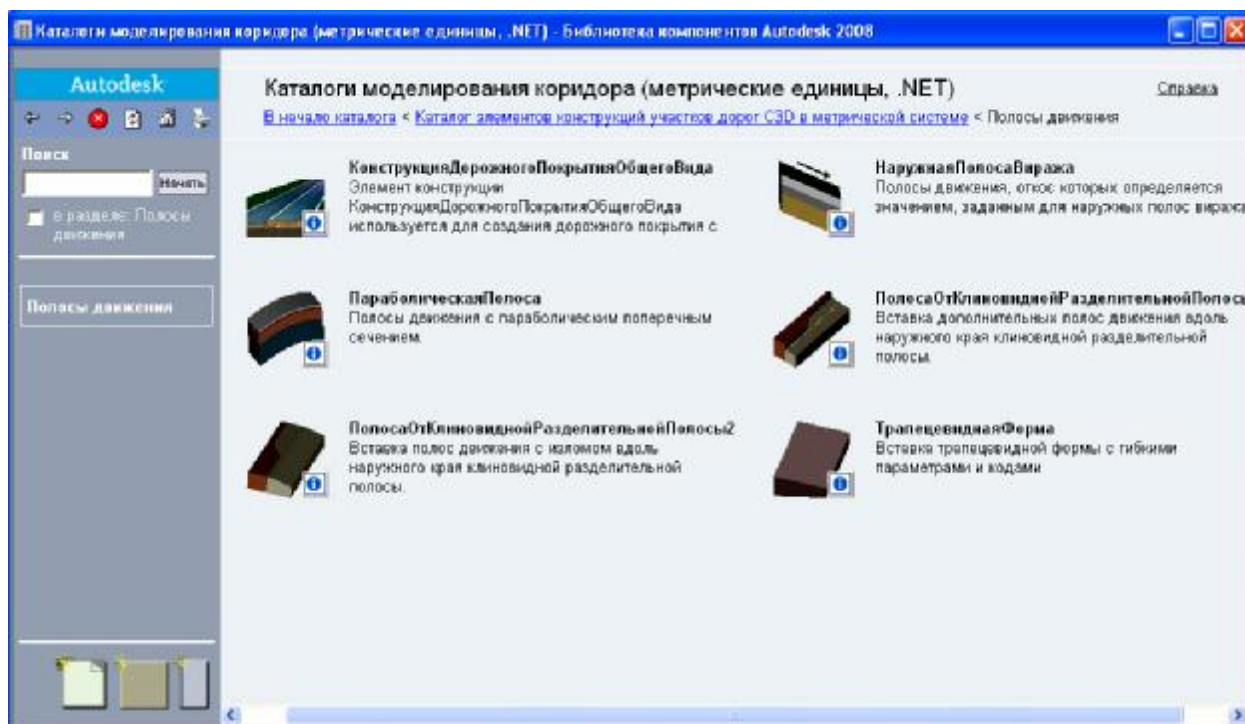 Каталоги моделирования коридора (метрические единицы, .NET) - Библиотека компонентов Autodesk 2008
Autodesk
Поиск
Начать
в разделе: Полосы
движения
Полосы движения
Каталоги моделирования коридора (метрические единицы, .NET)
Справка
В начало каталога < Каталог элементов конструкций участков дорог C3D в метрической системе < Полосы движения
КонструкцияДорожногоПокрытияОбщегоВида
Элемент конструкции
КонструкцияДорожногоПокрытияОбщегоВида
используется для создания дорожного покрытия с
НаружнаяПолосаВиража
Полосы движения, откос которых определяется
значением, заданным для наружных полос виража
ПараболическаяПолоса
Полосы движения с параболическим поперечным
сечением.
ПолосаОтКлиновиднойРазделительнойПолосы
Вставка дополнительных полос движения вдоль
наружного края клиновидной разделительной
полосы.
ПолосаОтКлиновиднойРазделительнойПолосы2
Вставка полос движения с изломом вдоль
наружного края клиновидной разделительной
полосы.
ТрапецевиднаяФорма
Вставка трапецевидной формы с гибкими
параметрами и кодами